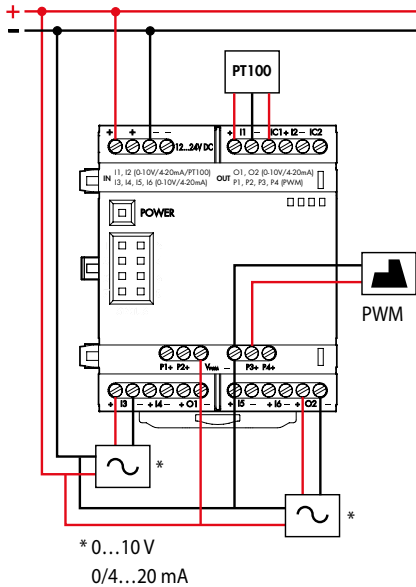 +
–
PT100
+ + – – 12...24V DC
+ I1 – IC1 + I2 – IC2
IN I1, I2 (0-10V/4-20mA/PT100) OUT O1, O2 (0-10V/4-20mA)
I3, I4, I5, I6 (0-10V/4-20mA) P1, P2, P3, P4 (PWM)
POWER
PWM
P1+ P2+ VPWM – P3+ P4+
+ I3 – + I4 – + O1 –
+ I5 – + I6 – + O2 –
*
*
* 0...10 V
0/4...20 mA